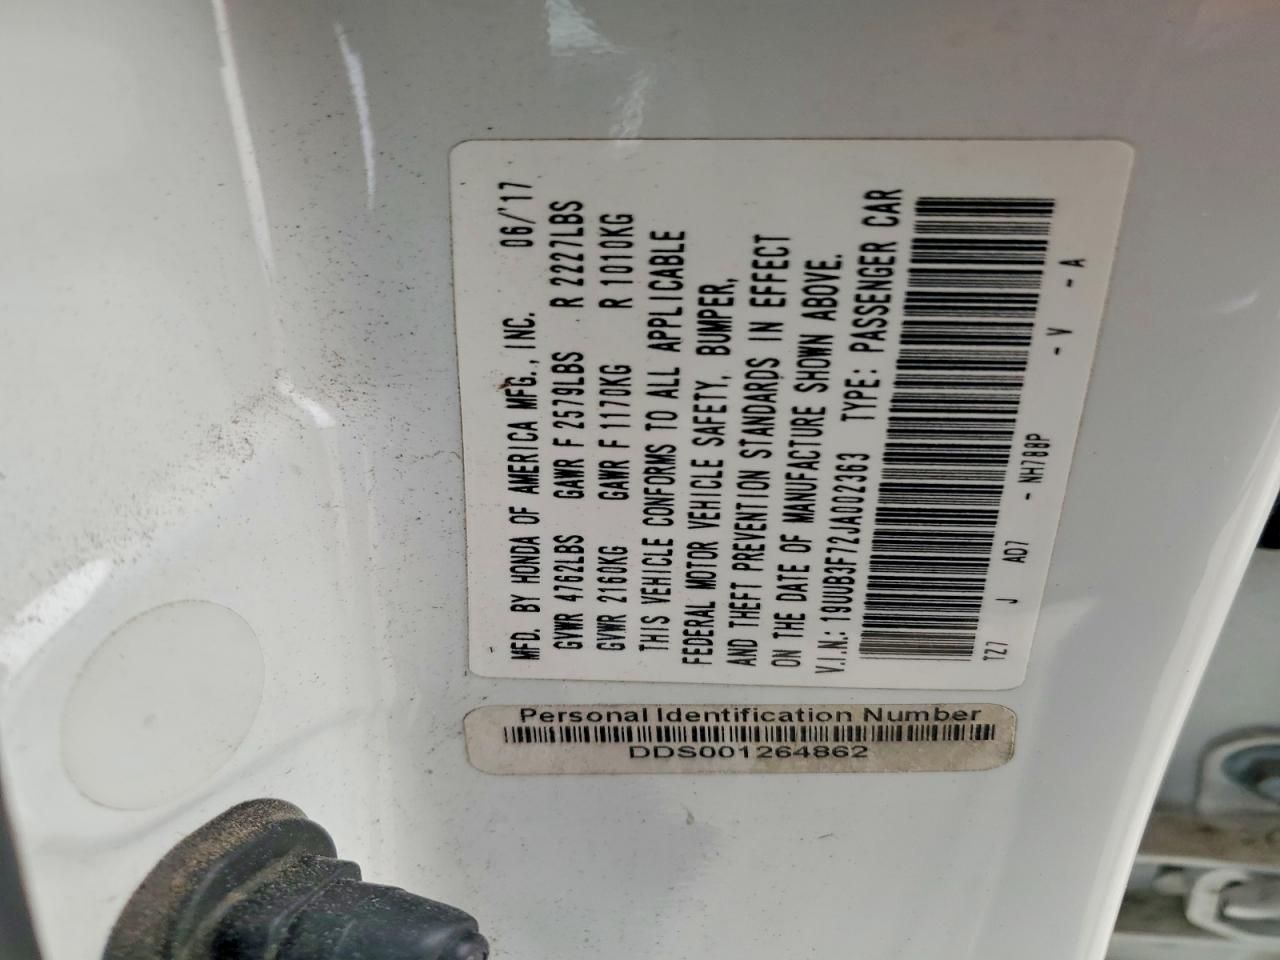 MFD. BY HONDA OF AMERICA MFG., INC. 06/'17
GVWR 4762LBS GAWR F 2579LBS R 2227LBS
GVWR 2160KG GAWR F 1170KG R 1010KG
THIS VEHICLE CONFORMS TO ALL APPLICABLE
FEDERAL MOTOR VEHICLE SAFETY, BUMPER,
AND THEFT PREVENTION STANDARDS IN EFFECT
ON THE DATE OF MANUFACTURE SHOWN ABOVE.
V.I.N.: 19UUB3F72JA002363 TYPE: PASSENGER CAR
TZ7 J AD7 - NH788P - V - A
Personal Identification Number
DDS001264862